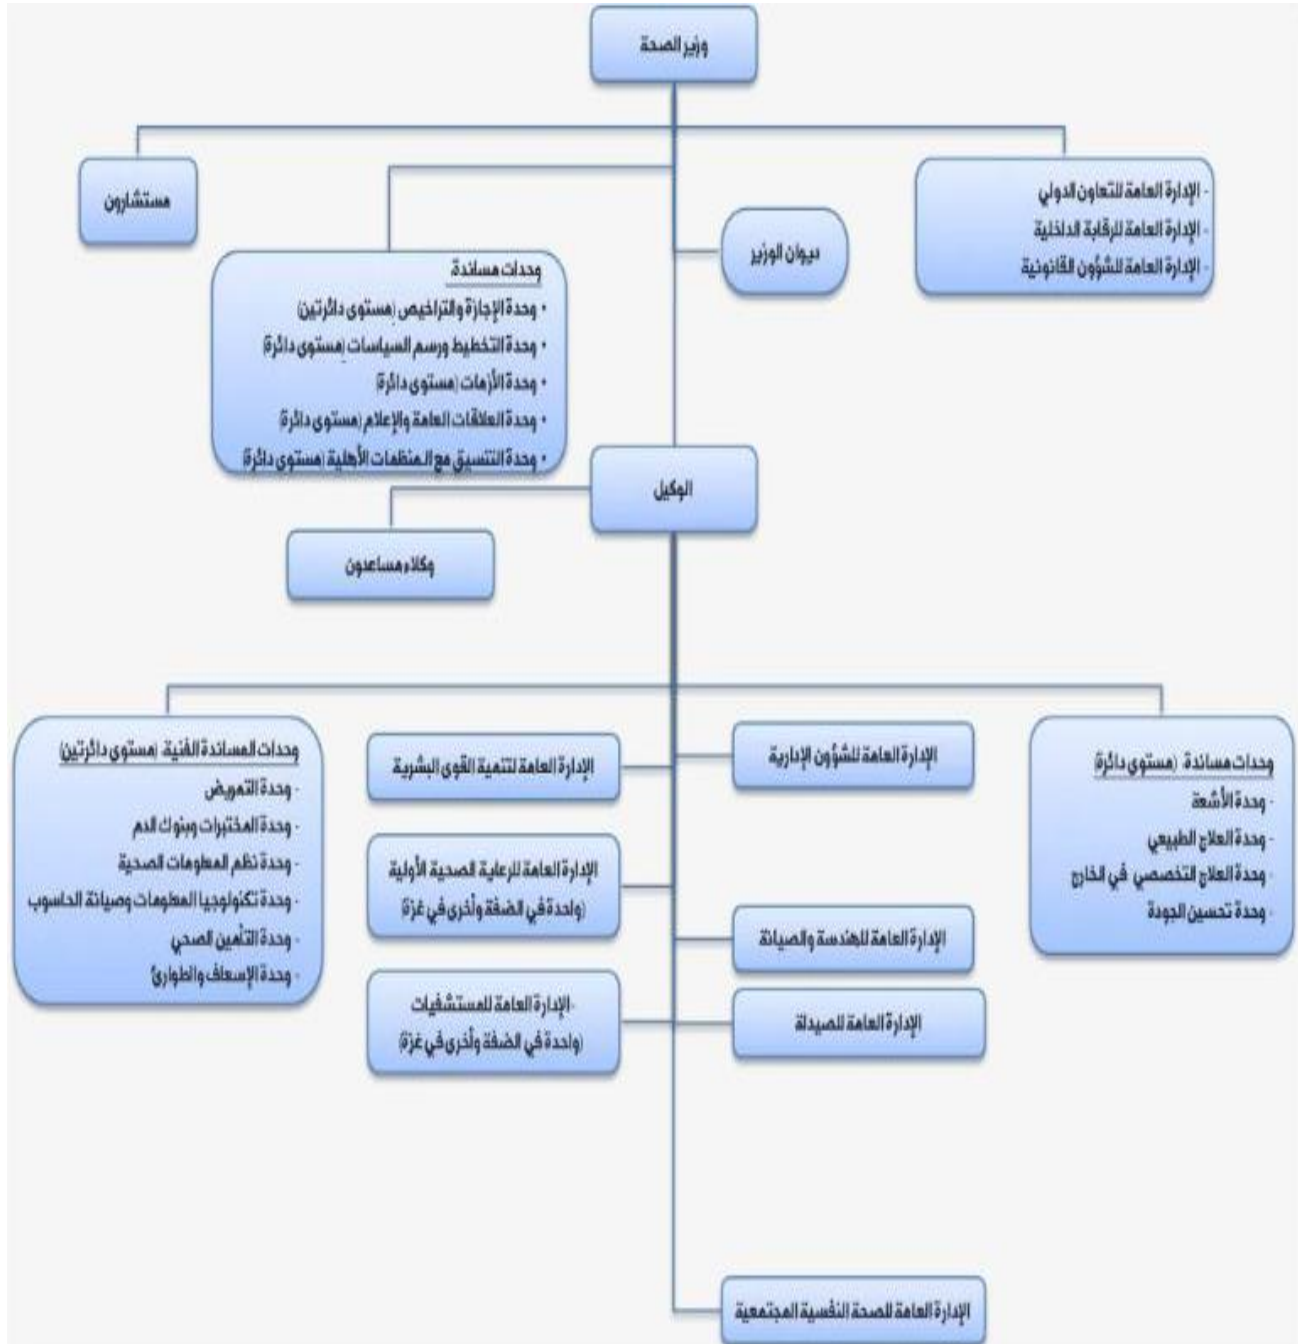 وزير الصحة
- الإدارة العامة للتعاون الدولي
- الإدارة العامة للرقابة الداخلية
- الإدارة العامة للشؤون القانونية
مستشارون
ديوان الوزير
وحدات مساندة
• وحدة الإجازة والتراخيص (مستوى دائرتين)
• وحدة التخطيط ورسم السياسات (مستوى دائرة)
• وحدة الأزمات (مستوى دائرة)
• وحدة العلاقات العامة والإعلام (مستوى دائرة)
• وحدة التنسيق مع المنظمات الأهلية (مستوى دائرة)
الوكيل
وكلاء مساعدون
وحدات مساندة (مستوى دائرة)
- وحدة الأشعة
- وحدة العلاج الطبيعي
- وحدة العلاج التخصصي في الخارج
- وحدة تحسين الجودة
الإدارة العامة للشؤون الإدارية
الإدارة العامة لتنمية القوى البشرية
الإدارة العامة للرعاية الصحية الأولية
(واحدة في الضفة وأخرى في غزة)
الإدارة العامة للهندسة والصيانة
-الإدارة العامة للمستشفيات
(واحدة في الضفة وأخرى في غزة)
الإدارة العامة للصيدلة
وحدات المساندة الفنية (مستوى دائرتين)
- وحدة التمريض
- وحدة المختبرات وبنوك الدم
- وحدة نظم المعلومات الصحية
- وحدة تكنولوجيا المعلومات وصيانة الحاسوب
- وحدة التأمين الصحي
- وحدة الإسعاف والطوارئ
الإدارة العامة للصحة النفسية المجتمعية